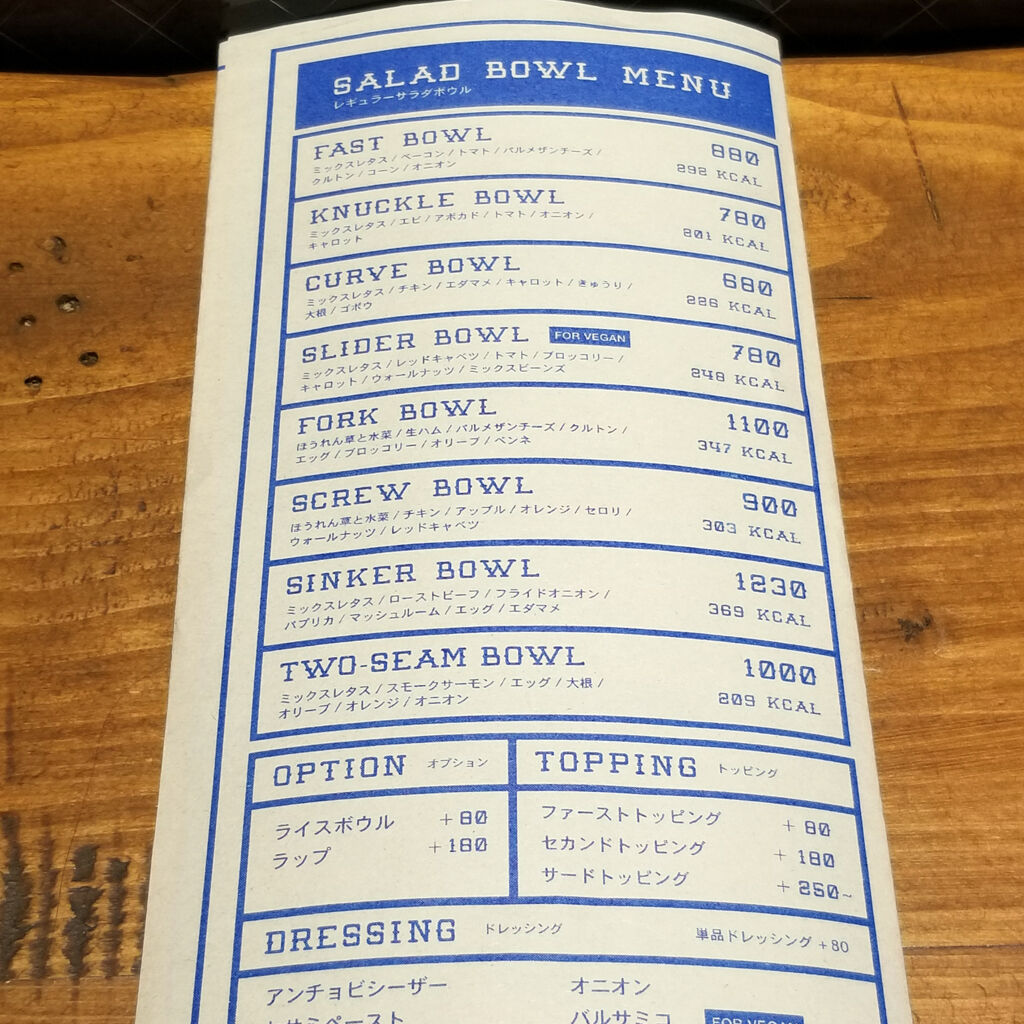 SALAD BOWL MENU
レギュラーサラダボウル
FAST BOWL 880
ミックスレタス / ベーコン / トマト / パルメザンチーズ /
クルトン / コーン / オニオン
292 KCAL
KNUCKLE BOWL 780
ミックスレタス / エビ / アボカド / トマト / オニオン /
キャロット
801 KCAL
CURVE BOWL 680
ミックスレタス / チキン / エダマメ / キャロット / きゅうり /
大根 / ゴボウ
226 KCAL
SLIDER BOWL FOR VEGAN 780
ミックスレタス / レッドキャベツ / トマト / ブロッコリー /
キャロット / ウォールナッツ / ミックスビーンズ
248 KCAL
FORK BOWL 1100
ほうれん草と水菜 / 生ハム / パルメザンチーズ / クルトン /
エッグ / ブロッコリー / オリーブ / ペンネ
347 KCAL
SCREW BOWL 900
ほうれん草と水菜 / チキン / アップル / オレンジ / セロリ /
ウォールナッツ / レッドキャベツ
303 KCAL
SINKER BOWL 1230
ミックスレタス / ローストビーフ / フライドオニオン /
パプリカ / マッシュルーム / エッグ / エダマメ
369 KCAL
TWO-SEAM BOWL 1000
ミックスレタス / スモークサーモン / エッグ / 大根 /
オリーブ / オレンジ / オニオン
209 KCAL
OPTION オプション
ライスボウル +80
ラップ +180
TOPPING トッピング
ファーストトッピング +80
セカンドトッピング +180
サードトッピング +250~
DRESSING ドレッシング 単品ドレッシング +80
アンチョビシーザー オニオン
バルサミコ FOR VEGAN